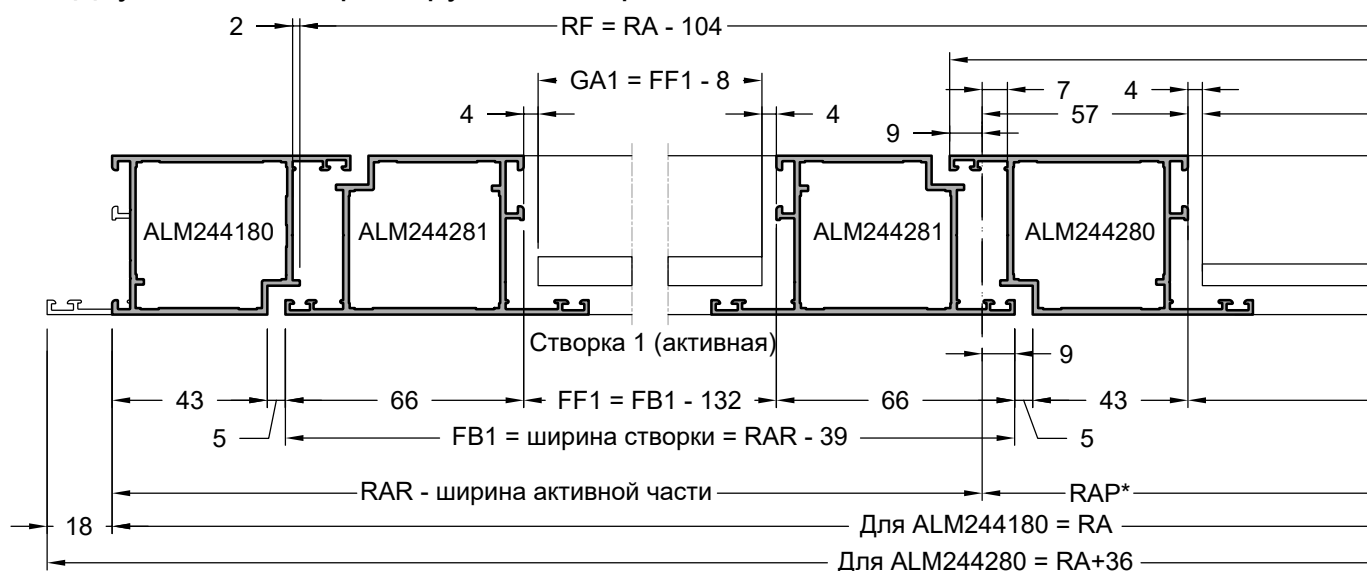 2
RF = RA - 104
GA1 = FF1 - 8
7
4
4
4
57
9
ALM244180
ALM244281
ALM244281
ALM244280
Створка 1 (активная)
9
43
66
FF1 = FB1 - 132
66
43
5
FB1 = ширина створки = RAR - 39
5
RAR - ширина активной части
RAP*
18
Для ALM244180 = RA
Для ALM244280 = RA+36